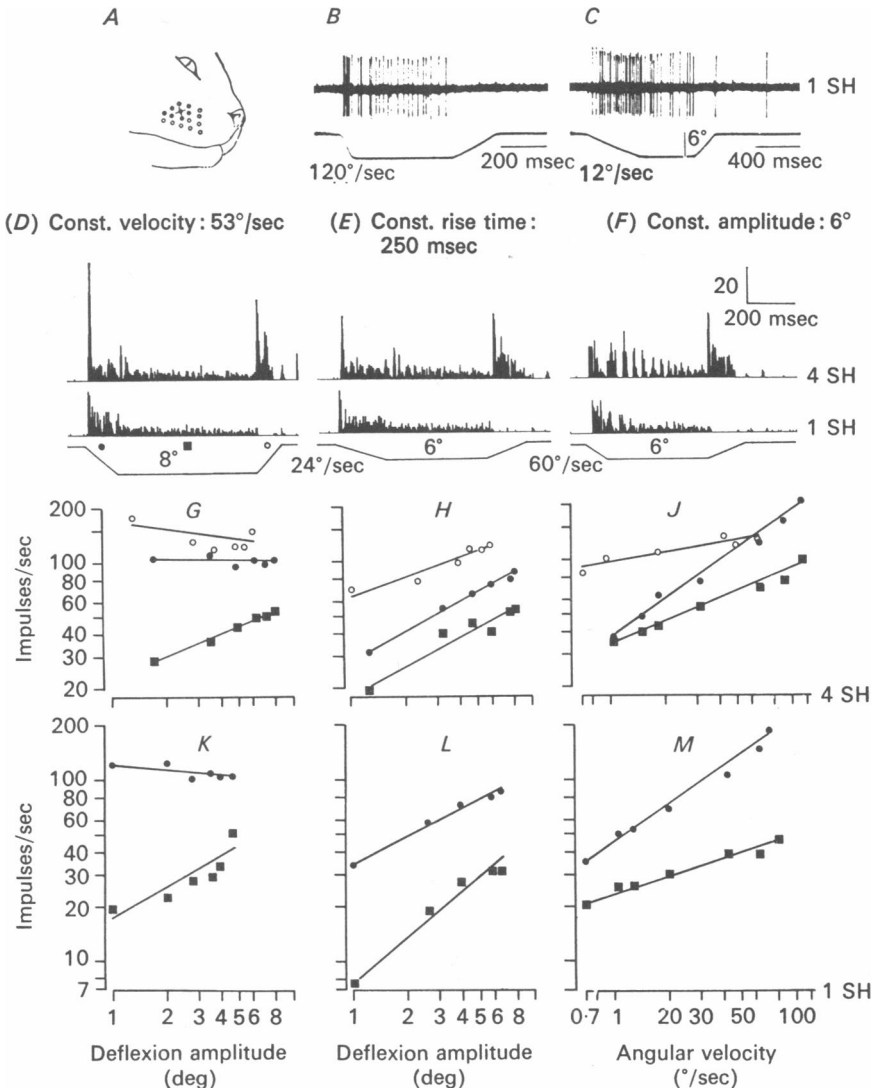 A
B
C
1 SH
120°/sec
200 msec
12°/sec
6°
400 msec
(D) Const. velocity: 53°/sec
(E) Const. rise time: 250 msec
(F) Const. amplitude: 6°
20
200 msec
4 SH
1 SH
8°
24°/sec
6°
60°/sec
6°
Impulses/sec
200
100
80
60
40
30
20
G
H
J
4 SH
Impulses/sec
200
100
80
60
40
30
20
10
7
K
L
M
1 SH
1 2 3 4 5 6 8
1 2 3 4 5 6 8
0·7 1 20 30 50 100
Deflexion amplitude (deg)
Deflexion amplitude (deg)
Angular velocity (°/sec)